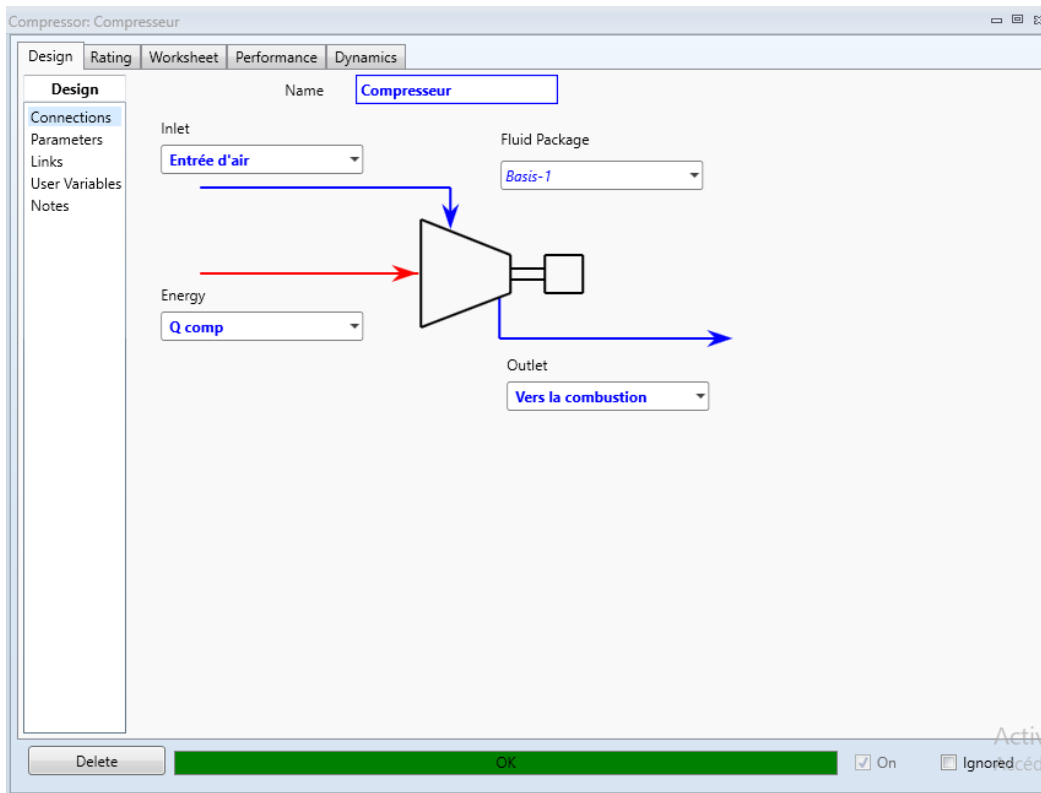 Compressor: Compresseur
Design Rating Worksheet Performance Dynamics
Design
Connections
Parameters
Links
User Variables
Notes
Name Compresseur
Inlet
Entrée d'air
Fluid Package
Basis-1
Energy
Q comp
Outlet
Vers la combustion
Delete
OK
On
Ignored